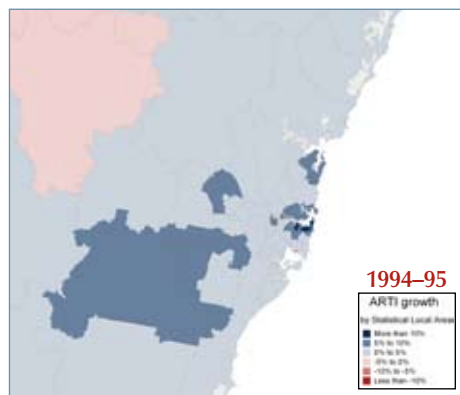 1994–95
ARTI growth
by Statistical Local Areas
More than 10%
5% to 10%
0% to 5%
-5% to 0%
-10% to -5%
Less than -10%